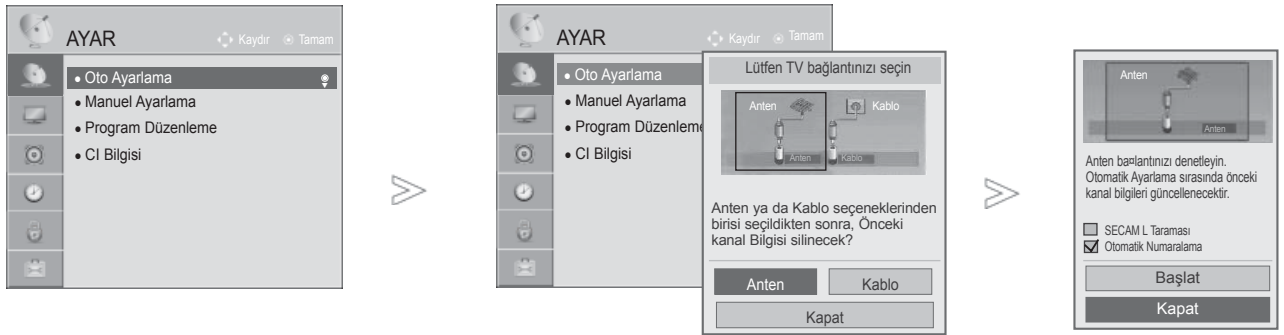 AYAR
Kaydır Tamam
• Oto Ayarlama
• Manuel Ayarlama
• Program Düzenleme
• CI Bilgisi
AYAR
Kaydır Tamam
• Oto Ayarlama
• Manuel Ayarlama
• Program Düzenleme
• CI Bilgisi
Lütfen TV bağlantınızı seçin
Anten Kablo
Anten Kablo
Anten ya da Kablo seçeneklerinden
birisi seçildikten sonra, Önceki
kanal Bilgisi silinecek?
Anten Kablo
Kapat
Anten
Anten
Anten ba¤lantınızı denetleyin.
Otomatik Ayarlama sırasında önceki
kanal bilgileri güncellenecektir.
SECAM L Taraması
Otomatik Numaralama
Başlat
Kapat